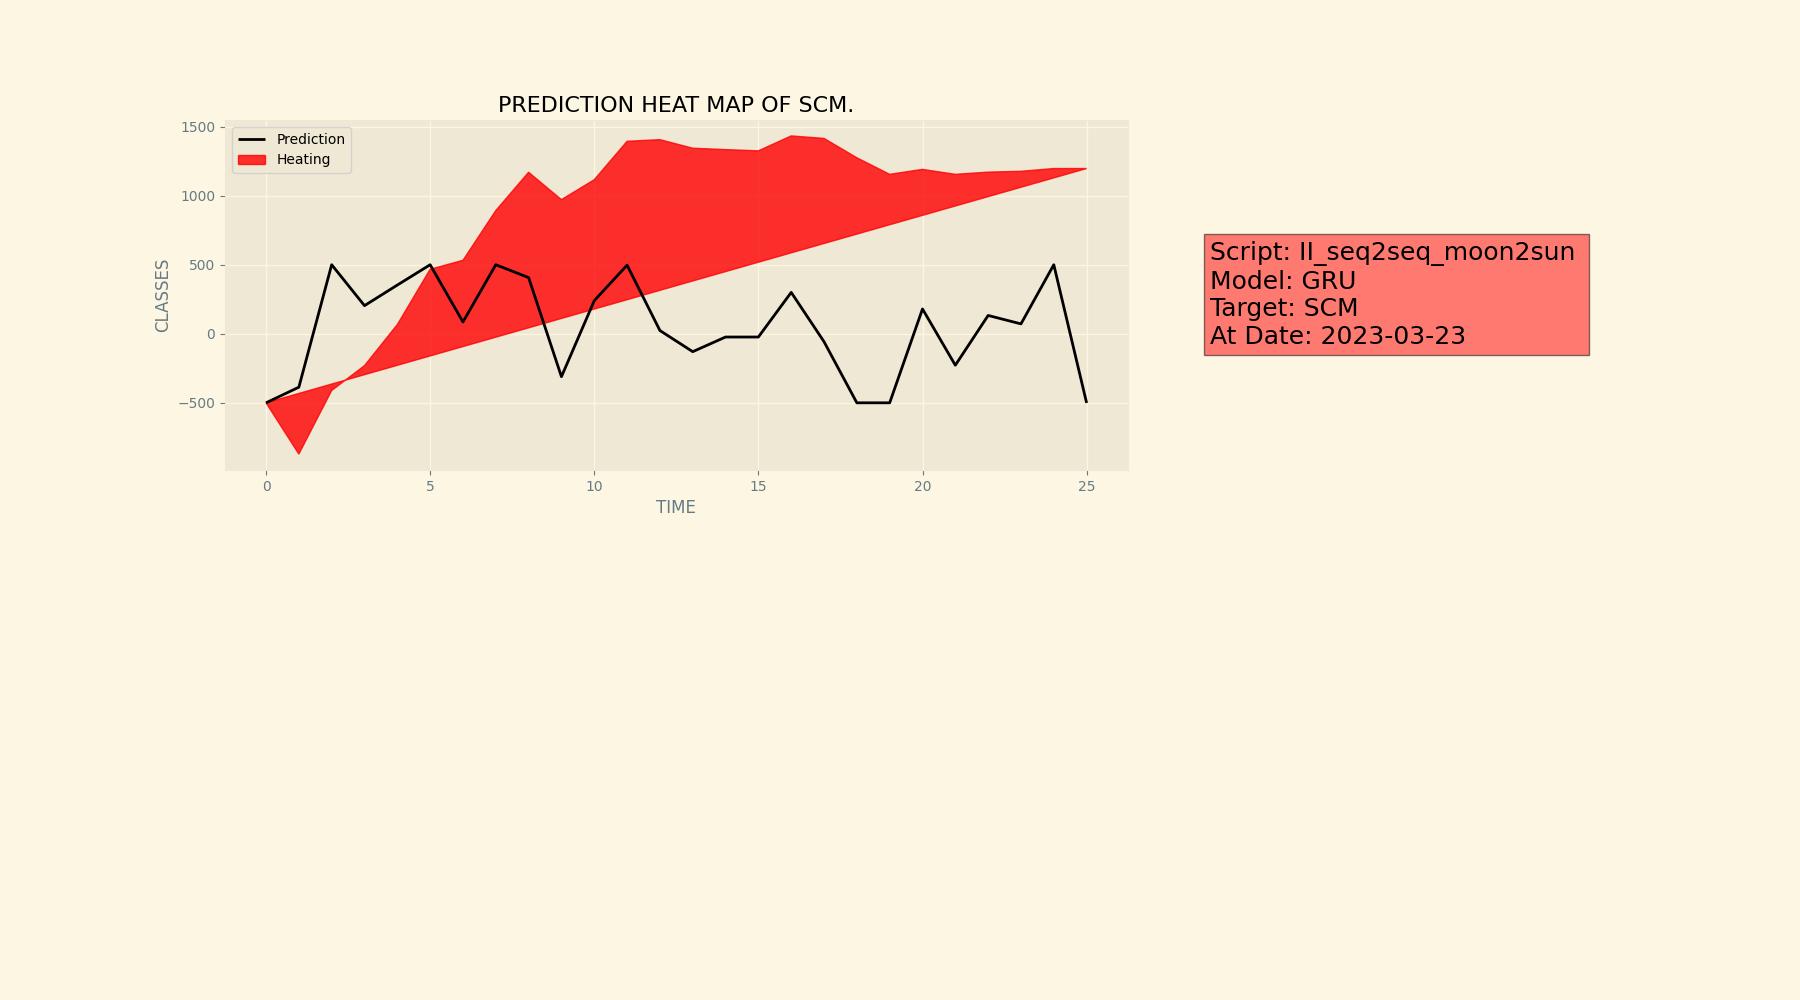 PREDICTION HEAT MAP OF SCM.
Prediction
Heating
1500
1000
500
0
−500
CLASSES
0 5 10 15 20 25
TIME
Script: II_seq2seq_moon2sun
Model: GRU
Target: SCM
At Date: 2023-03-23